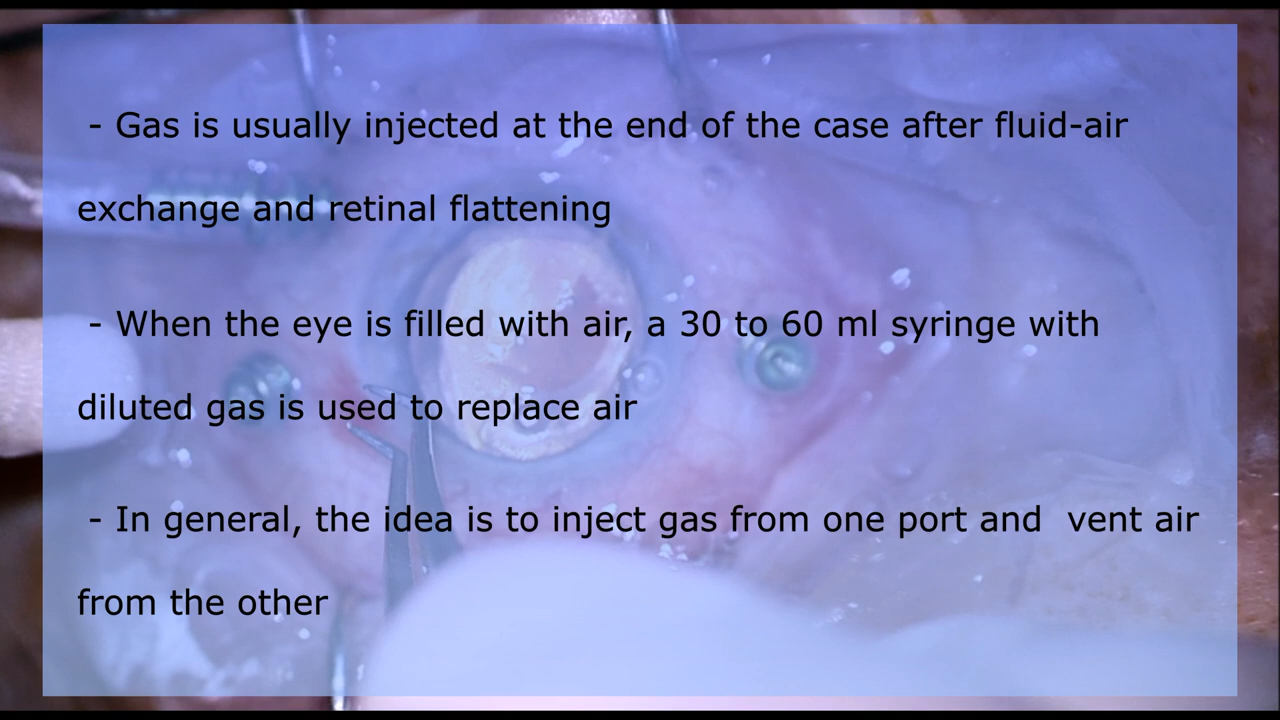 - Gas is usually injected at the end of the case after fluid-air
exchange and retinal flattening
- When the eye is filled with air, a 30 to 60 ml syringe with
diluted gas is used to replace air
- In general, the idea is to inject gas from one port and  vent air
from the other